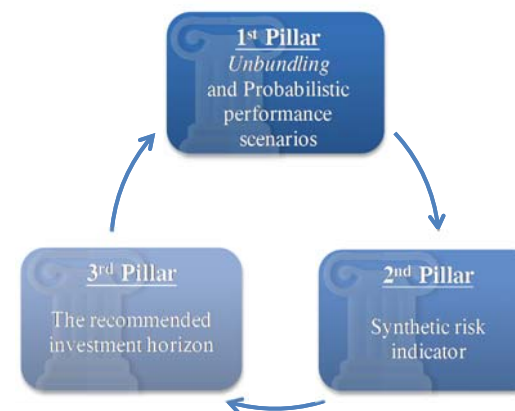 1st Pillar
Unbundling
and Probabilistic
performance
scenarios
3rd Pillar
The recommended
investment horizon
2nd Pillar
Synthetic risk
indicator